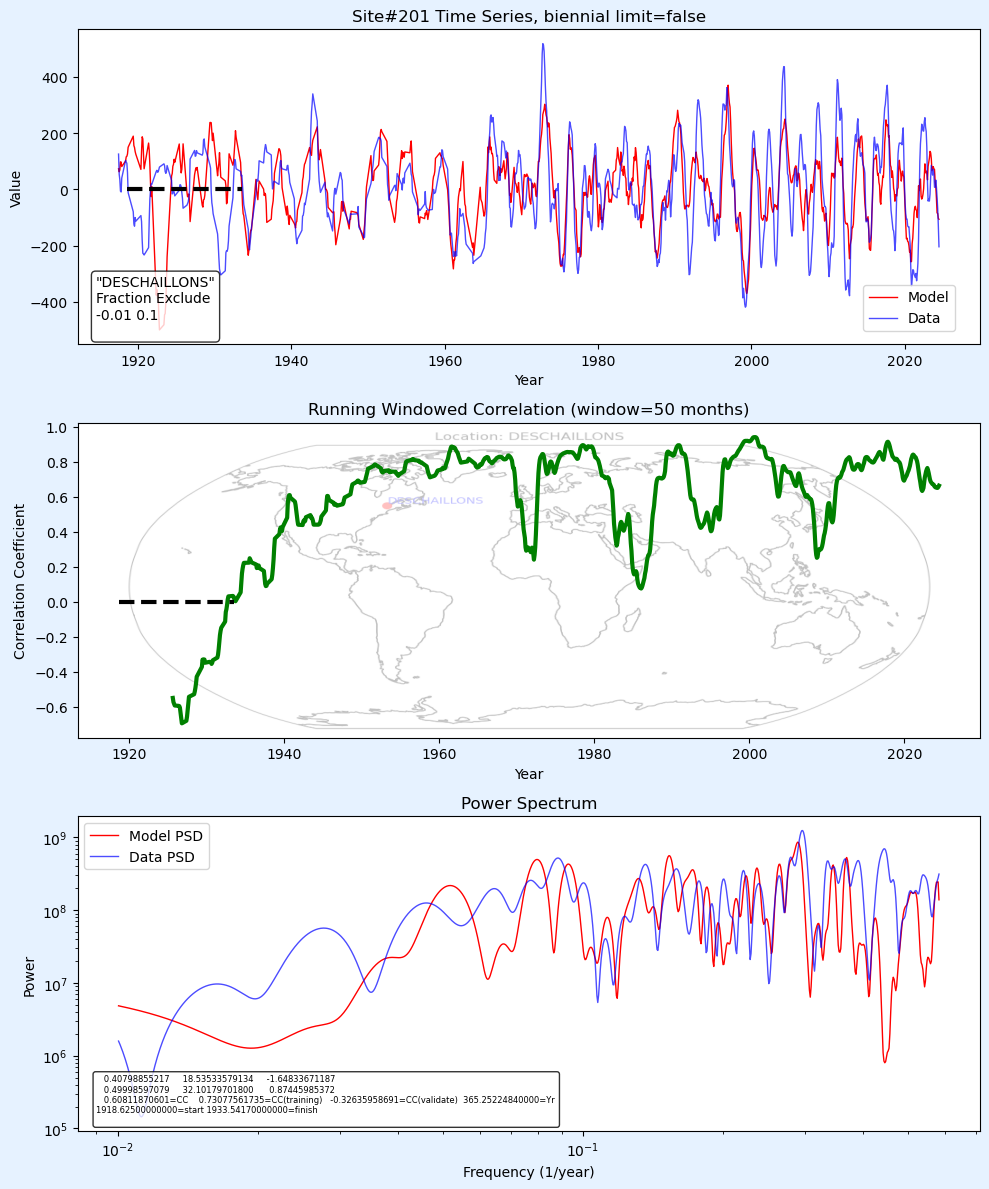 Site#201 Time Series, biennial limit=false
Value
400
200
0
−200
−400
"DESCHAILLONS"
Fraction Exclude
-0.01 0.1
Model
Data
1920 1940 1960 1980 2000 2020
Year
Running Windowed Correlation (window=50 months)
Location: DESCHAILLONS
DESCHAILLONS
Correlation Coefficient
1.0
0.8
0.6
0.4
0.2
0.0
−0.2
−0.4
−0.6
1920 1940 1960 1980 2000 2020
Year
Power Spectrum
Model PSD
Data PSD
Power
10⁹
10⁸
10⁷
10⁶
10⁵
0.40798855217 18.53533579134 -1.64833671187
0.49998597079 32.10179701800 0.87445985372
0.60811870601=CC 0.73077561735=CC(training) -0.32635958691=CC(validate) 365.25224840000=Yr
1918.62500000000=start 1933.54170000000=finish
10⁻² 10⁻¹
Frequency (1/year)